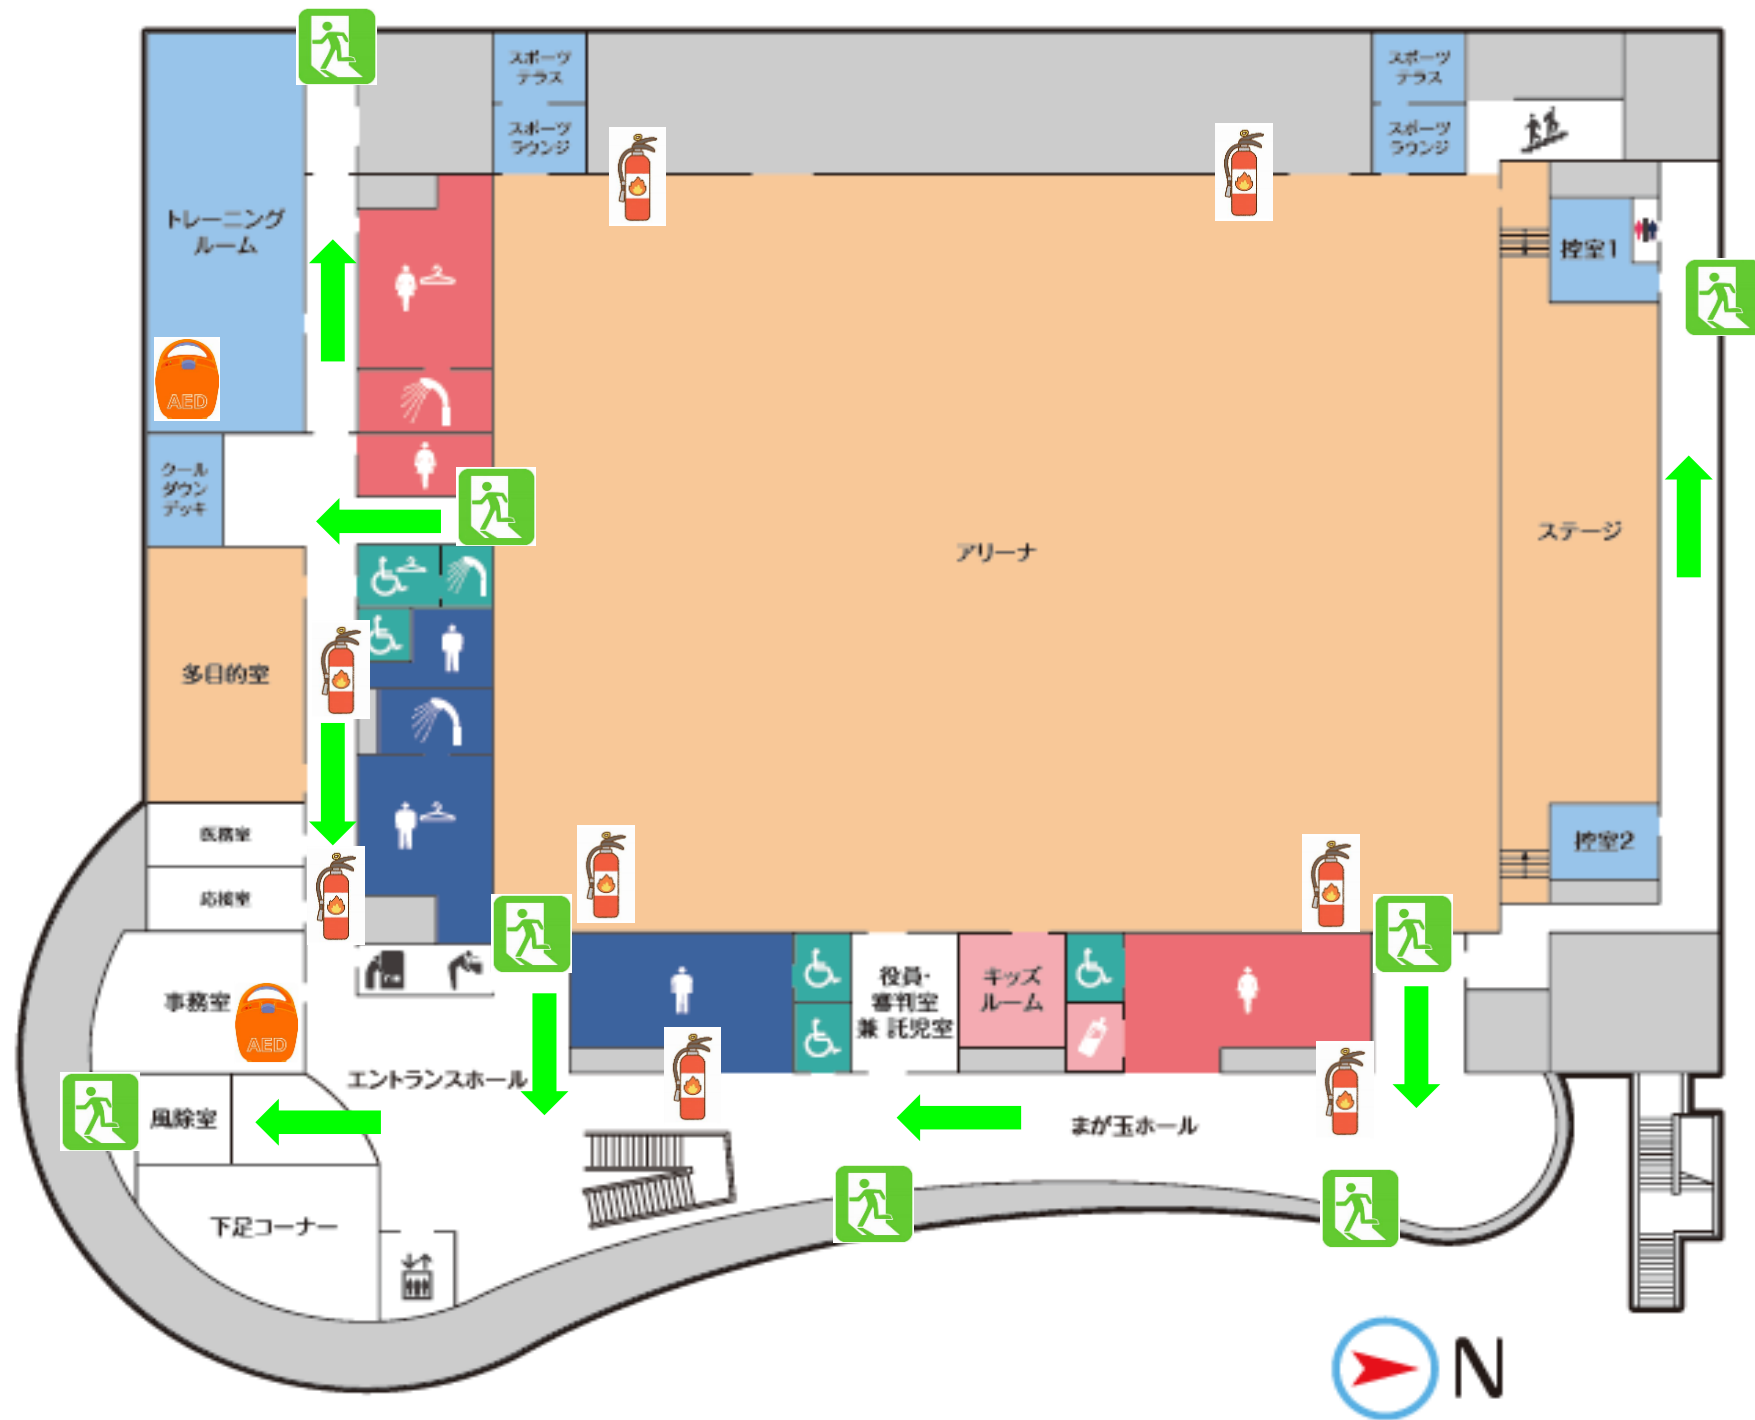 スポーツ
テラス
スポーツ
ラウンジ
スポーツ
テラス
スポーツ
ラウンジ
トレーニング
ルーム
控室1
AED
クール
ダウン
デッキ
アリーナ
ステージ
多目的室
医務室
応接室
控室2
事務室
AED
役員・
審判室
兼 託児室
キッズ
ルーム
エントランスホール
風除室
まが玉ホール
下足コーナー
N